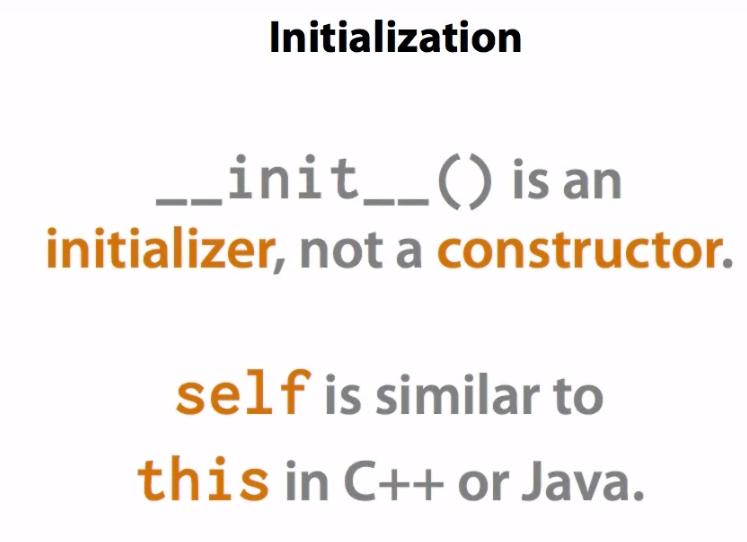 Initialization
__init__() is an
initializer, not a constructor.
self is similar to
this in C++ or Java.